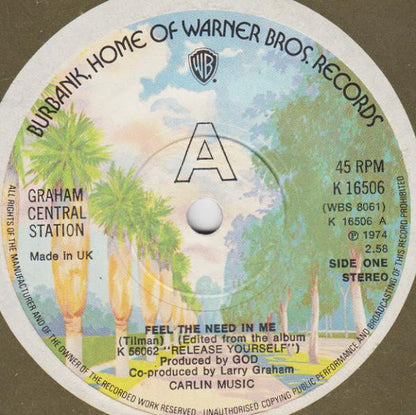 BURBANK, HOME OF WARNER BROS. RECORDS
WB
A
45 RPM
K 16506
(WBS 8061)
K 16506 A
℗ 1974
2.58
SIDE ONE
STEREO
GRAHAM
CENTRAL
STATION
Made in UK
FEEL THE NEED IN ME
(Tilman) (Edited from the album
K 56062 "RELEASE YOURSELF")
Produced by GOD
Co-produced by Larry Graham
CARLIN MUSIC
ALL RIGHTS OF THE MANUFACTURER AND OF THE OWNER OF THE RECORDED WORK RESERVED UNAUTHORISED COPYING PUBLIC PERFORMANCE AND BROADCASTING OF THIS RECORD PROHIBITED